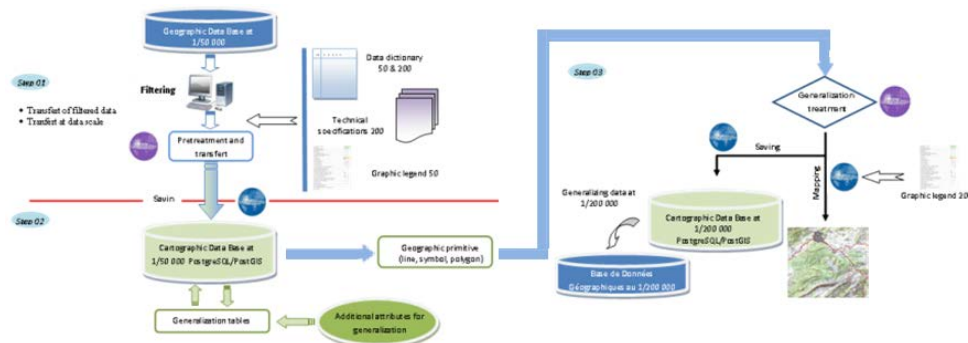 Geographic Data Base at
1/50 000
Step 01
Filtering
• Transfert of filtered data
• Tranfert at data scale
Pretreatment and
transfert
Data dictionary
50 & 200
Technical
specifications 200
Graphic legend 50
Savin
Step 02
Cartographic Data Base at
1/50 000 PostgreSQL/PostGIS
Generalization tables
Additional attributes for
generalization
Geographic primitive
(line, symbol, polygon)
Step 03
Generalization
treatment
Saving
Mapping
Graphic legend 20
Generalizing data at
1/200 000
Cartographic Data Base at
1/200 000
PostgreSQL/PostGIS
Base de Données
Géographiques au 1/200 000